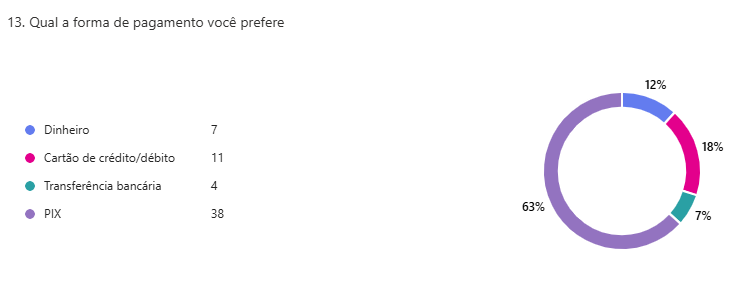 13. Qual a forma de pagamento você prefere
Dinheiro 7
Cartão de crédito/débito 11
Transferência bancária 4
PIX 38
12%
18%
7%
63%